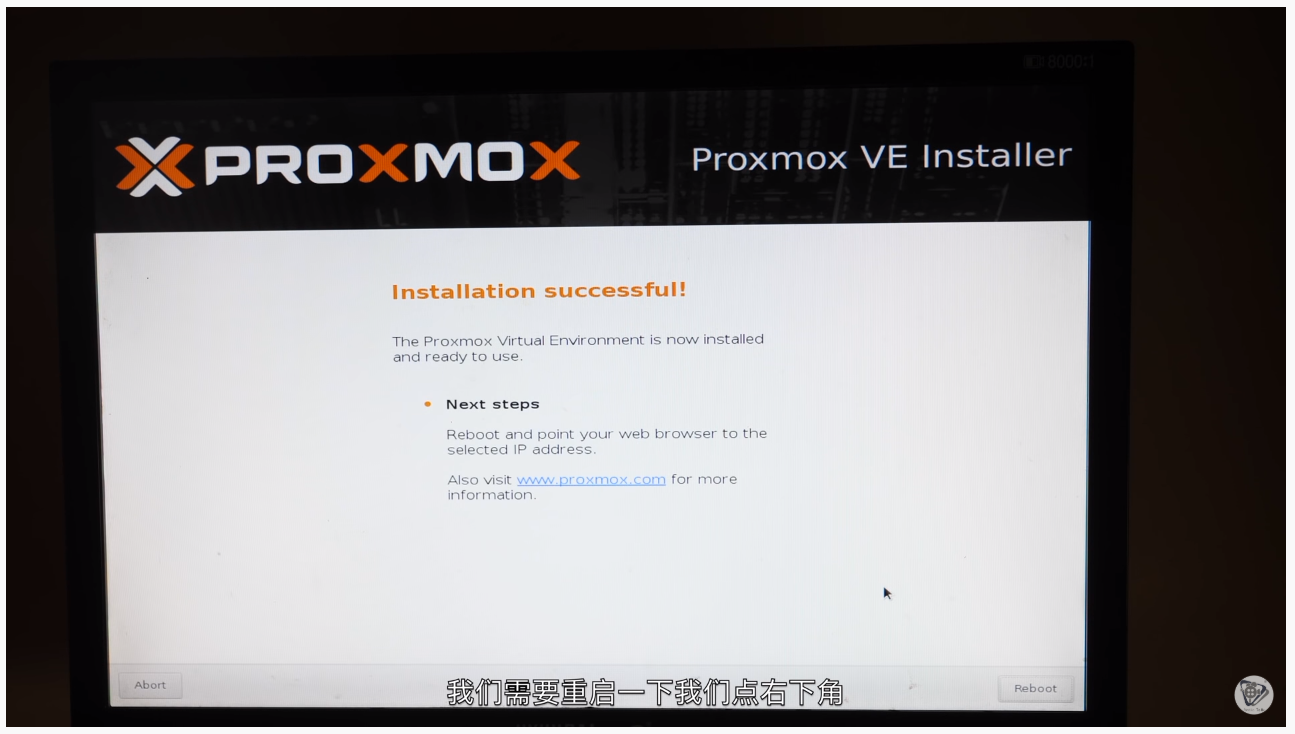 PROXMOX
Proxmox VE Installer
Installation successful!
The Proxmox Virtual Environment is now installed
and ready to use.
Next steps
Reboot and point your web browser to the
selected IP address.
Also visit www.proxmox.com for more
information.
Abort
Reboot
我们需要重启一下我们点右下角